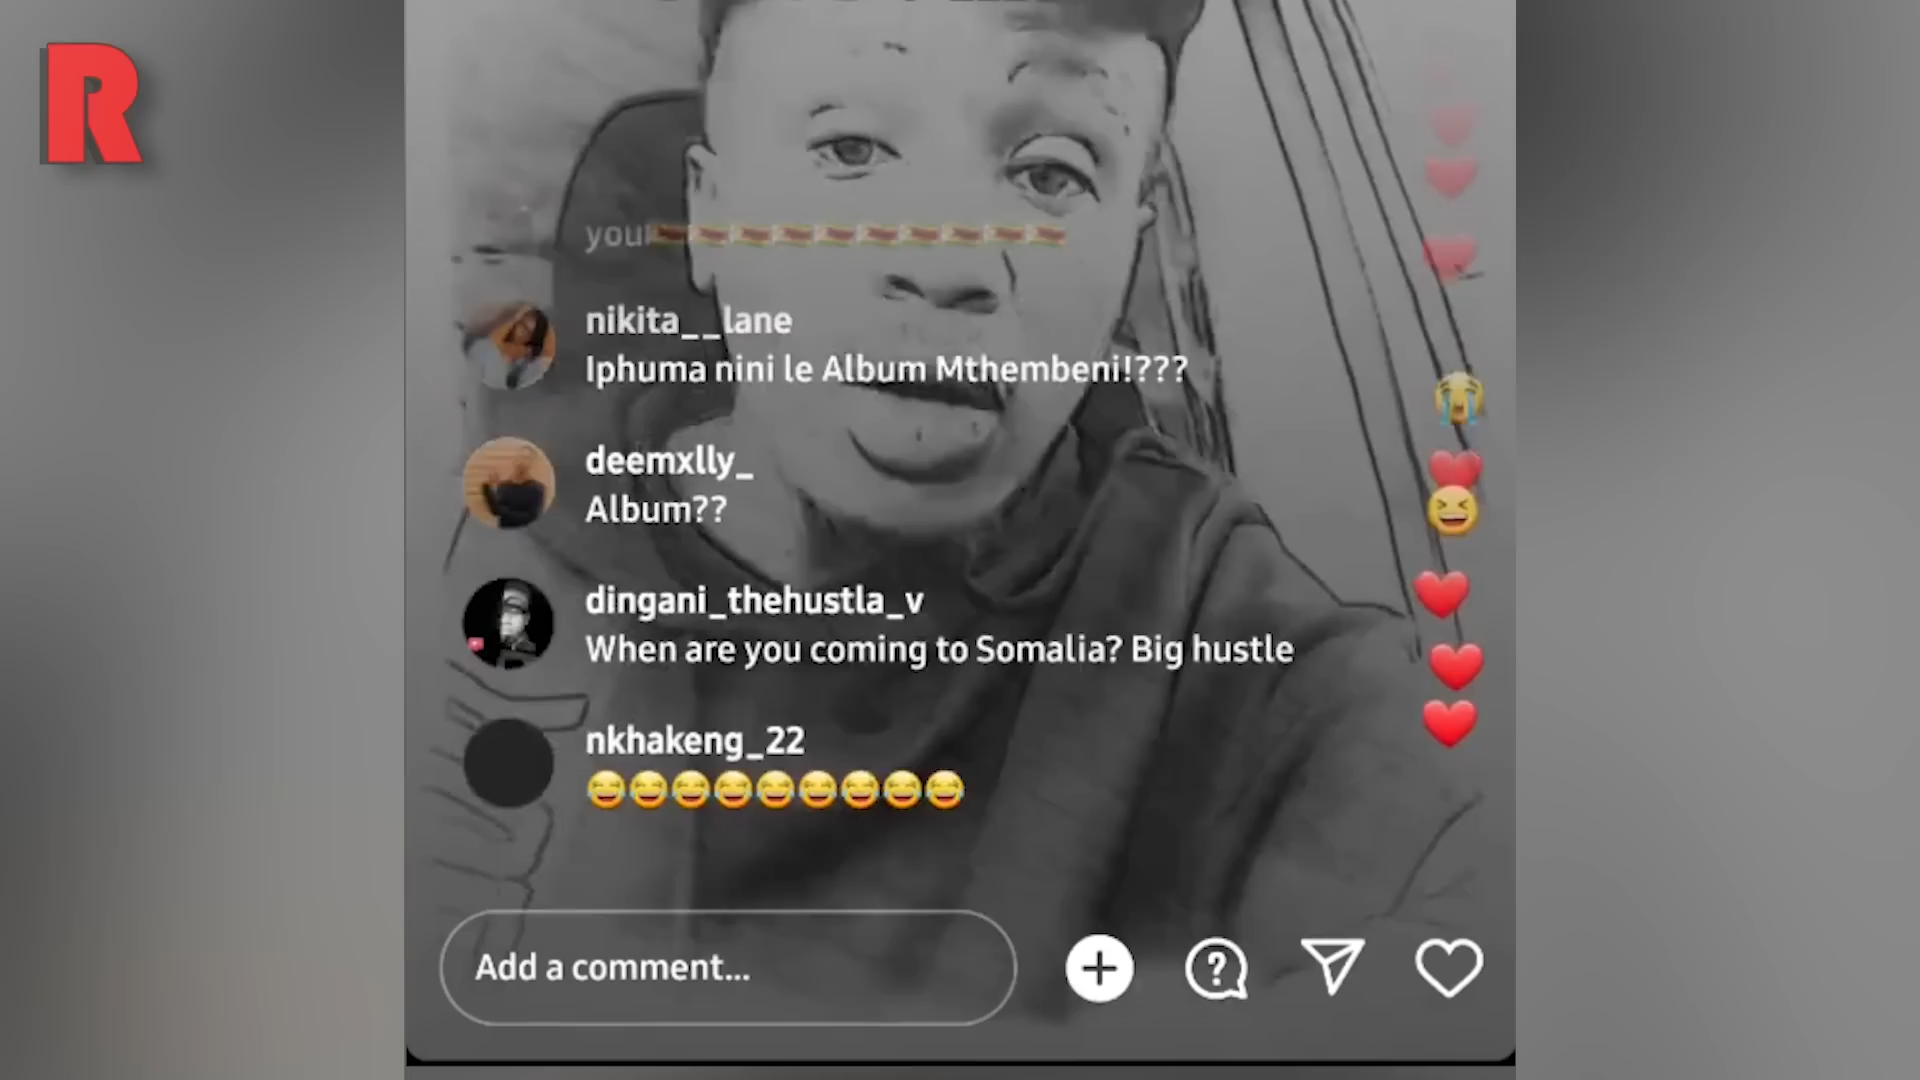 R
you
nikita__lane
Iphuma nini le Album Mthembeni!???
deemxlly_
Album??
dingani_thehustla_v
When are you coming to Somalia? Big hustle
nkhakeng_22
😂😂😂😂😂😂😂😂😂
Add a comment...